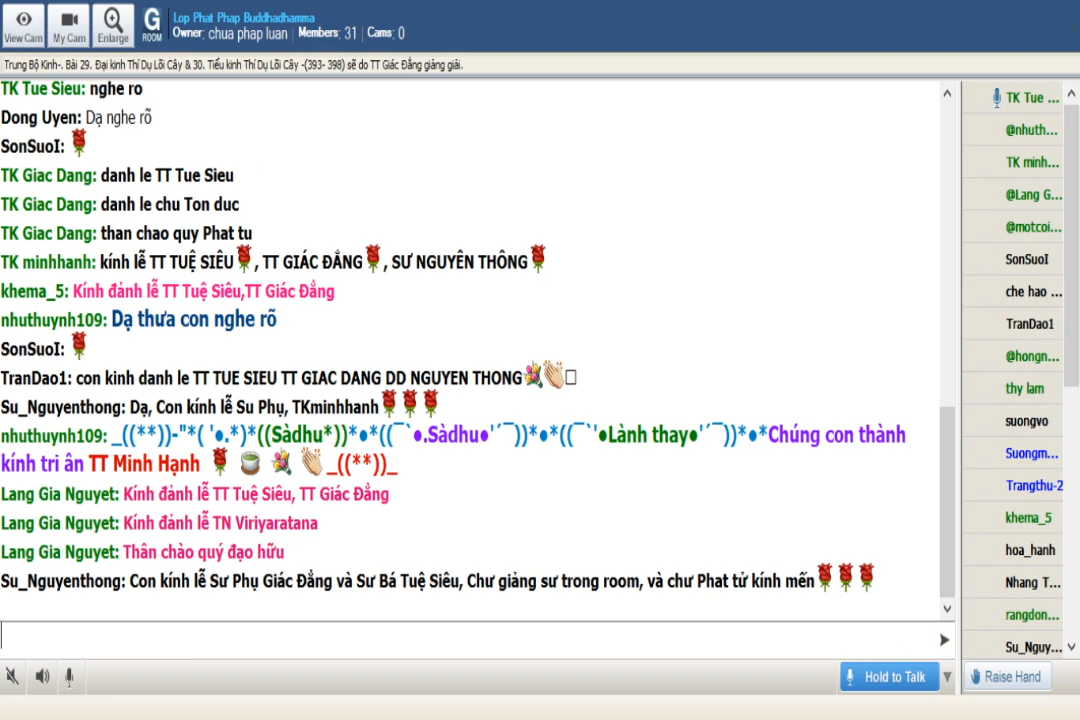 View Cam
My Cam
Enlarge
G
ROOM
Lop Phat Phap Buddhadhamma
Owner: chua phap luan | Members: 31 | Cams: 0
Trung Bộ Kinh-. Bài 29. Đại kinh Thí Dụ Lõi Cây & 30. Tiểu kinh Thí Dụ Lõi Cây -(393- 398) sẽ do TT Giác Đẳng giảng giải.
TK Tue Sieu: nghe ro
Dong Uyen: Dạ nghe rõ
SonSuoI: 🌹
TK Giac Dang: danh le TT Tue Sieu
TK Giac Dang: danh le chu Ton duc
TK Giac Dang: than chao quy Phat tu
TK minhhanh: kính lễ TT TUỆ SIÊU🌹, TT GIÁC ĐẲNG🌹, SƯ NGUYÊN THÔNG🌹
khema_5: Kính đảnh lễ TT Tuệ Siêu,TT Giác Đẳng
nhuthuynh109: Dạ thưa con nghe rõ
SonSuoI: 🌹
TranDao1: con kinh danh le TT TUE SIEU TT GIAC DANG DD NGUYEN THONG💐👏□
Su_Nguyenthong: Dạ, Con kính lễ Su Phụ, TKminhhanh🌹🌹🌹
nhuthuynh109: _((**))-"*( '●.*)*((Sàdhu*))*●*((¯`●.Sàdhu●'´¯))*●*((¯`'●Lành thay●'´¯))*●*Chúng con thành
kính tri ân TT Minh Hạnh 🌹 🍵 💐 👏_((**))_
Lang Gia Nguyet: Kính đảnh lễ TT Tuệ Siêu, TT Giác Đẳng
Lang Gia Nguyet: Kính đảnh lễ TN Viriyaratana
Lang Gia Nguyet: Thân chào quý đạo hữu
Su_Nguyenthong: Con kính lễ Sư Phụ Giác Đẳng và Sư Bá Tuệ Siêu, Chư giảng sư trong room, và chư Phat tử kính mến🌹🌹🌹
TK Tue ...
@nhuth...
TK minh...
@Lang G...
@motcoi...
SonSuoI
che hao ...
TranDao1
@hongn...
thy lam
suongvo
Suongm...
Trangthu-2
khema_5
hoa_hanh
Nhang T...
rangdon...
Su_Nguy...
Hold to Talk
Raise Hand